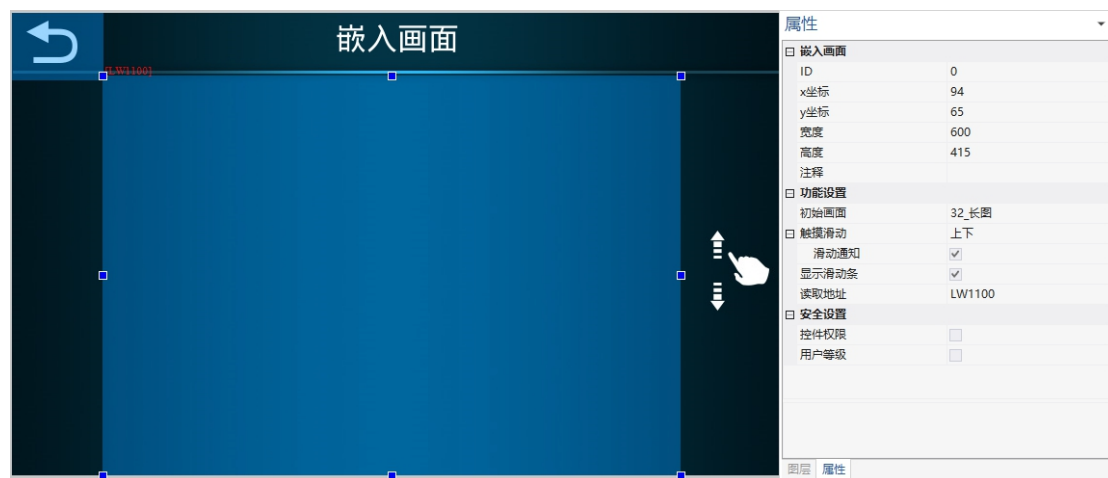 嵌入画面
[LW1100]
属性
嵌入画面
ID 0
x坐标 94
y坐标 65
宽度 600
高度 415
注释
功能设置
初始画面 32_长图
触摸滑动 上下
滑动通知
显示滑动条
读取地址 LW1100
安全设置
控件权限
用户等级
图层 属性